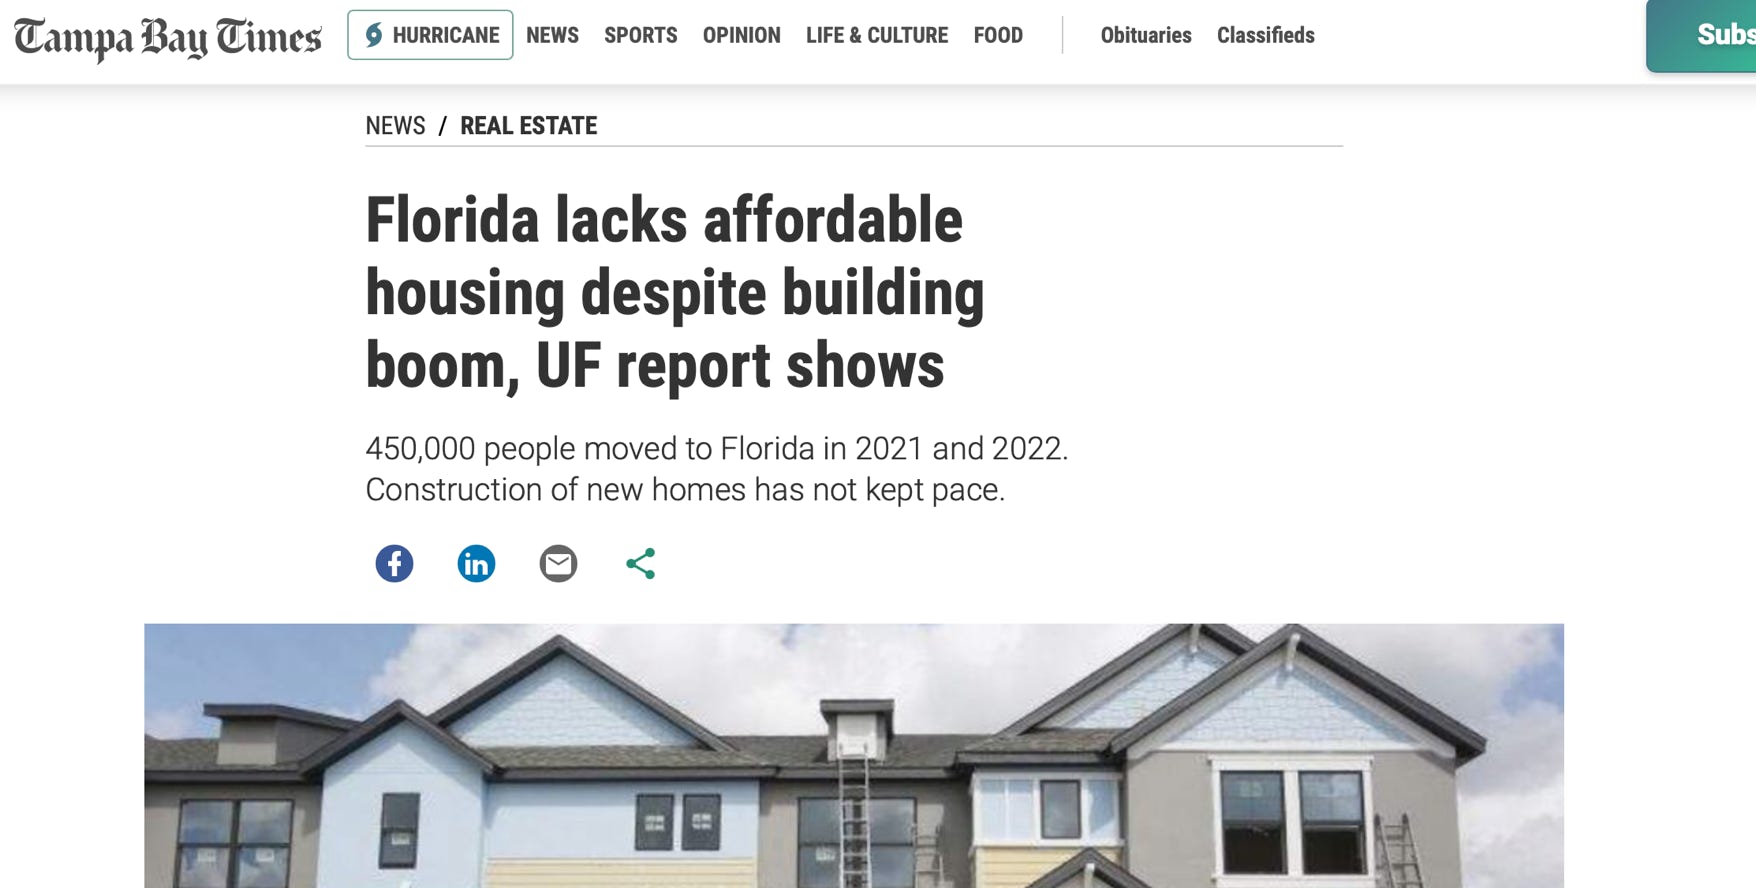 Tampa Bay Times
HURRICANE NEWS SPORTS OPINION LIFE & CULTURE FOOD Obituaries Classifieds
NEWS / REAL ESTATE
Florida lacks affordable
housing despite building
boom, UF report shows
450,000 people moved to Florida in 2021 and 2022.
Construction of new homes has not kept pace.